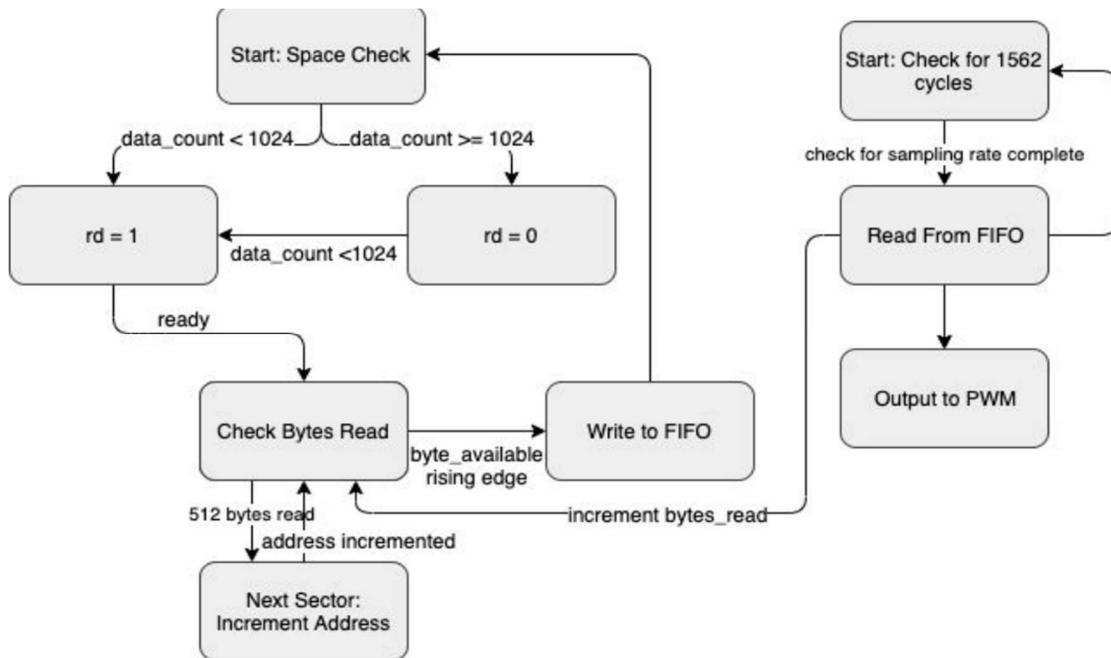 Start: Space Check
Start: Check for 1562
cycles
data_count < 1024
data_count >= 1024
check for sampling rate complete
rd = 1
data_count <1024
rd = 0
Read From FIFO
ready
Output to PWM
Check Bytes Read
byte_available
rising edge
Write to FIFO
512 bytes read
address incremented
increment bytes_read
Next Sector:
Increment Address